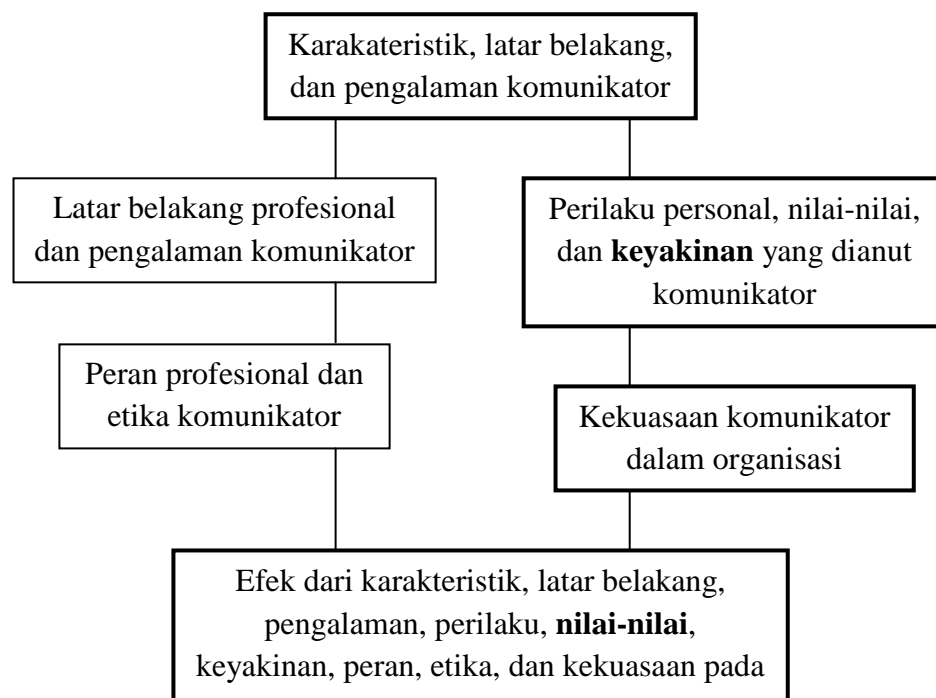 Karakateristik, latar belakang,
dan pengalaman komunikator
Latar belakang profesional
dan pengalaman komunikator
Perilaku personal, nilai-nilai,
dan keyakinan yang dianut
komunikator
Peran profesional dan
etika komunikator
Kekuasaan komunikator
dalam organisasi
Efek dari karakteristik, latar belakang,
pengalaman, perilaku, nilai-nilai,
keyakinan, peran, etika, dan kekuasaan pada